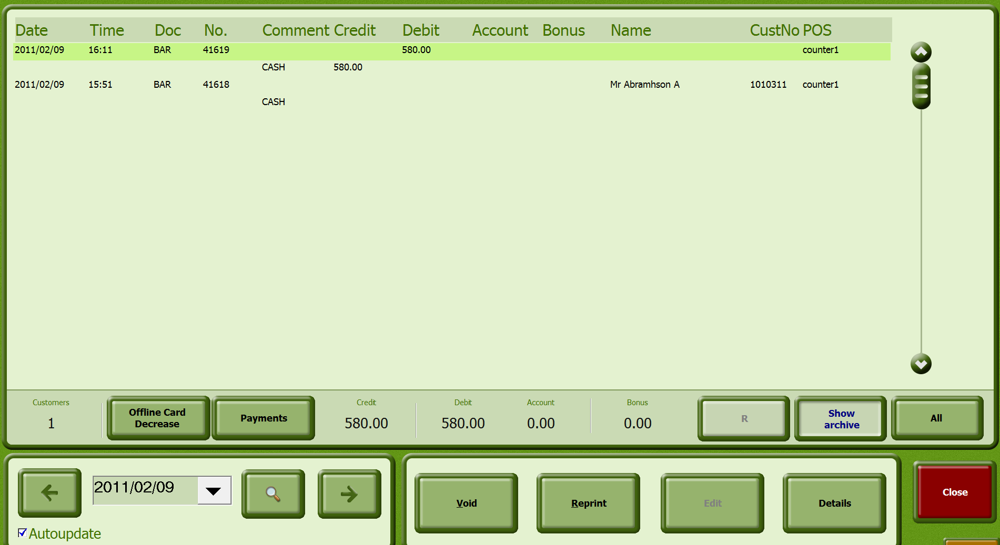 Date Time Doc No. Comment Credit Debit Account Bonus Name CustNo POS
2011/02/09 16:11 BAR 41619 580.00 counter1
CASH 580.00
2011/02/09 15:51 BAR 41618 Mr Abramhson A 1010311 counter1
CASH
Customers
1
Offline Card
Decrease
Payments
Credit
580.00
Debit
580.00
Account
0.00
Bonus
0.00
R
Show
archive
All
2011/02/09
Autoupdate
Void
Reprint
Edit
Details
Close